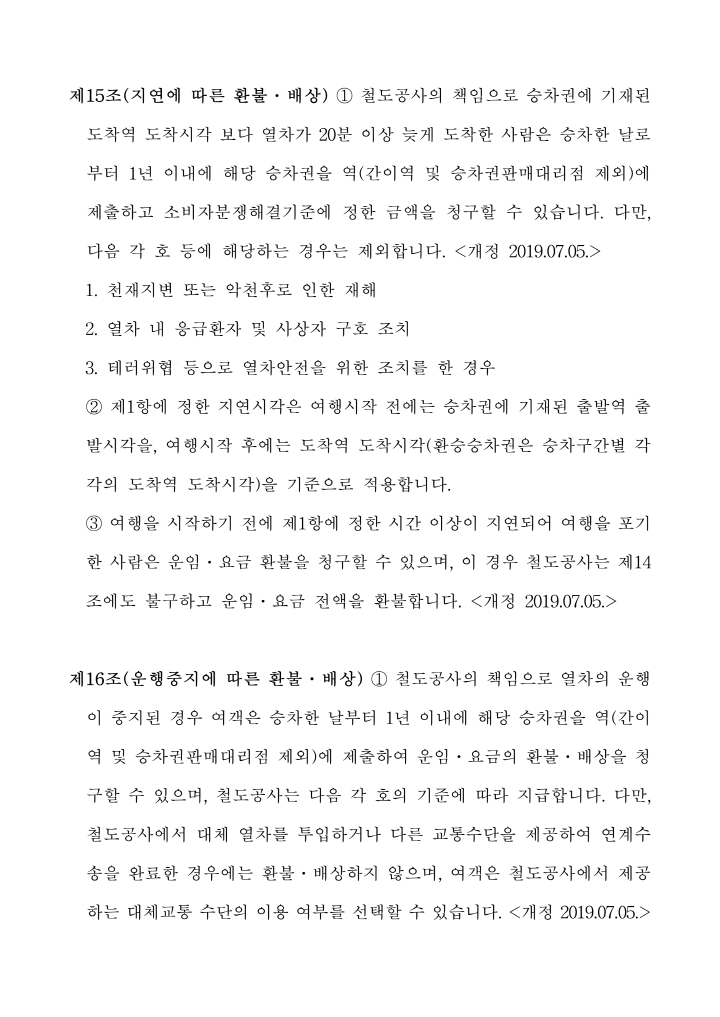 제15조(지연에 따른 환불·배상) ① 철도공사의 책임으로 승차권에 기재된
도착역 도착시각 보다 열차가 20분 이상 늦게 도착한 사람은 승차한 날로
부터 1년 이내에 해당 승차권을 역(간이역 및 승차권판매대리점 제외)에
제출하고 소비자분쟁해결기준에 정한 금액을 청구할 수 있습니다. 다만,
다음 각 호 등에 해당하는 경우는 제외합니다. <개정 2019.07.05.>
1. 천재지변 또는 악천후로 인한 재해
2. 열차 내 응급환자 및 사상자 구호 조치
3. 테러위협 등으로 열차안전을 위한 조치를 한 경우
② 제1항에 정한 지연시각은 여행시작 전에는 승차권에 기재된 출발역 출
발시각을, 여행시작 후에는 도착역 도착시각(환승승차권은 승차구간별 각
각의 도착역 도착시각)을 기준으로 적용합니다.
③ 여행을 시작하기 전에 제1항에 정한 시간 이상이 지연되어 여행을 포기
한 사람은 운임·요금 환불을 청구할 수 있으며, 이 경우 철도공사는 제14
조에도 불구하고 운임·요금 전액을 환불합니다. <개정 2019.07.05.>
제16조(운행중지에 따른 환불·배상) ① 철도공사의 책임으로 열차의 운행
이 중지된 경우 여객은 승차한 날부터 1년 이내에 해당 승차권을 역(간이
역 및 승차권판매대리점 제외)에 제출하여 운임·요금의 환불·배상을 청
구할 수 있으며, 철도공사는 다음 각 호의 기준에 따라 지급합니다. 다만,
철도공사에서 대체 열차를 투입하거나 다른 교통수단을 제공하여 연계수
송을 완료한 경우에는 환불·배상하지 않으며, 여객은 철도공사에서 제공
하는 대체교통 수단의 이용 여부를 선택할 수 있습니다. <개정 2019.07.05.>